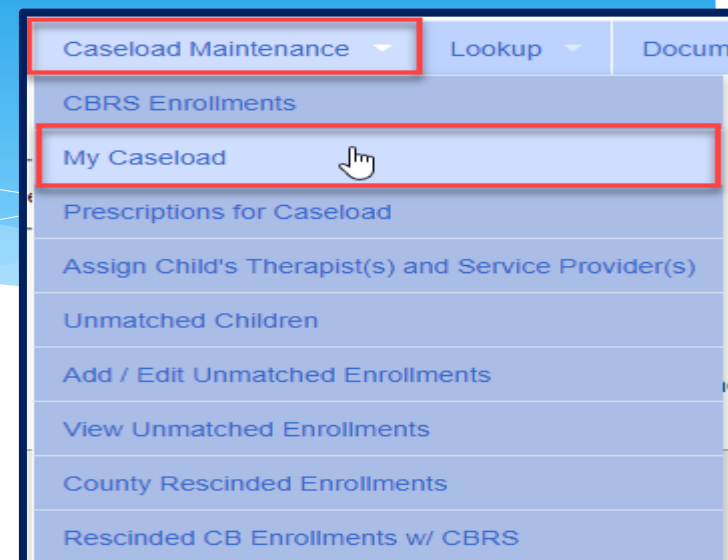 Caseload Maintenance Lookup Docum
CBRS Enrollments
My Caseload
Prescriptions for Caseload
Assign Child's Therapist(s) and Service Provider(s)
Unmatched Children
Add / Edit Unmatched Enrollments
View Unmatched Enrollments
County Rescinded Enrollments
Rescinded CB Enrollments w/ CBRS